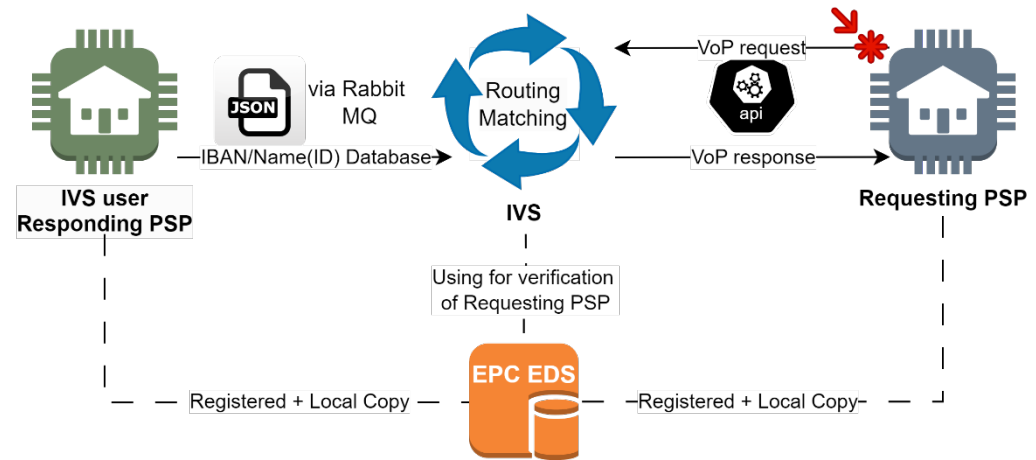 VoP request
JSON
via Rabbit
MQ
Routing
Matching
api
IBAN/Name(ID) Database
VoP response
IVS user
Responding PSP
IVS
Requesting PSP
Using for verification
of Requesting PSP
EPC EDS
Registered + Local Copy
Registered + Local Copy